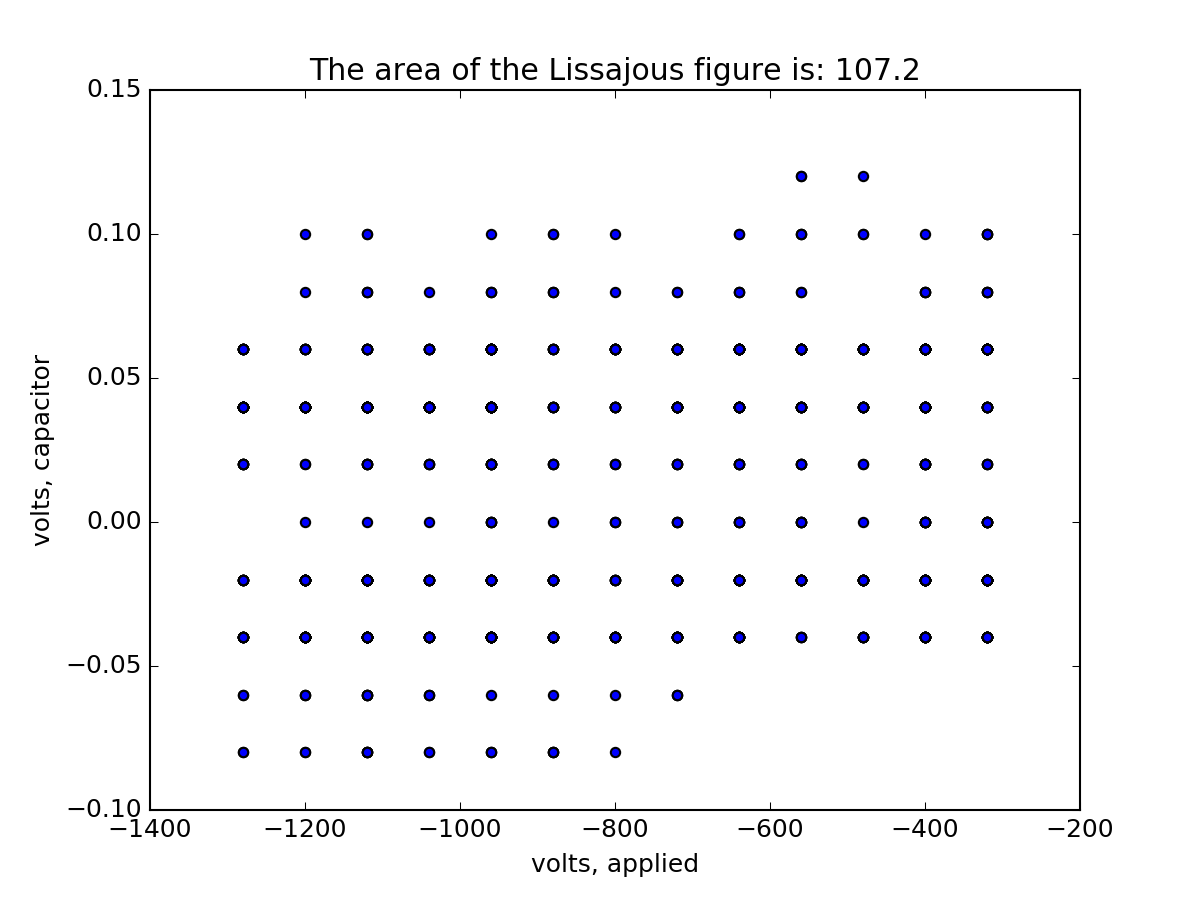 The area of the Lissajous figure is: 107.2
0.15
0.10
0.05
0.00
−0.05
−0.10
volts, capacitor
−1400 −1200 −1000 −800 −600 −400 −200
volts, applied